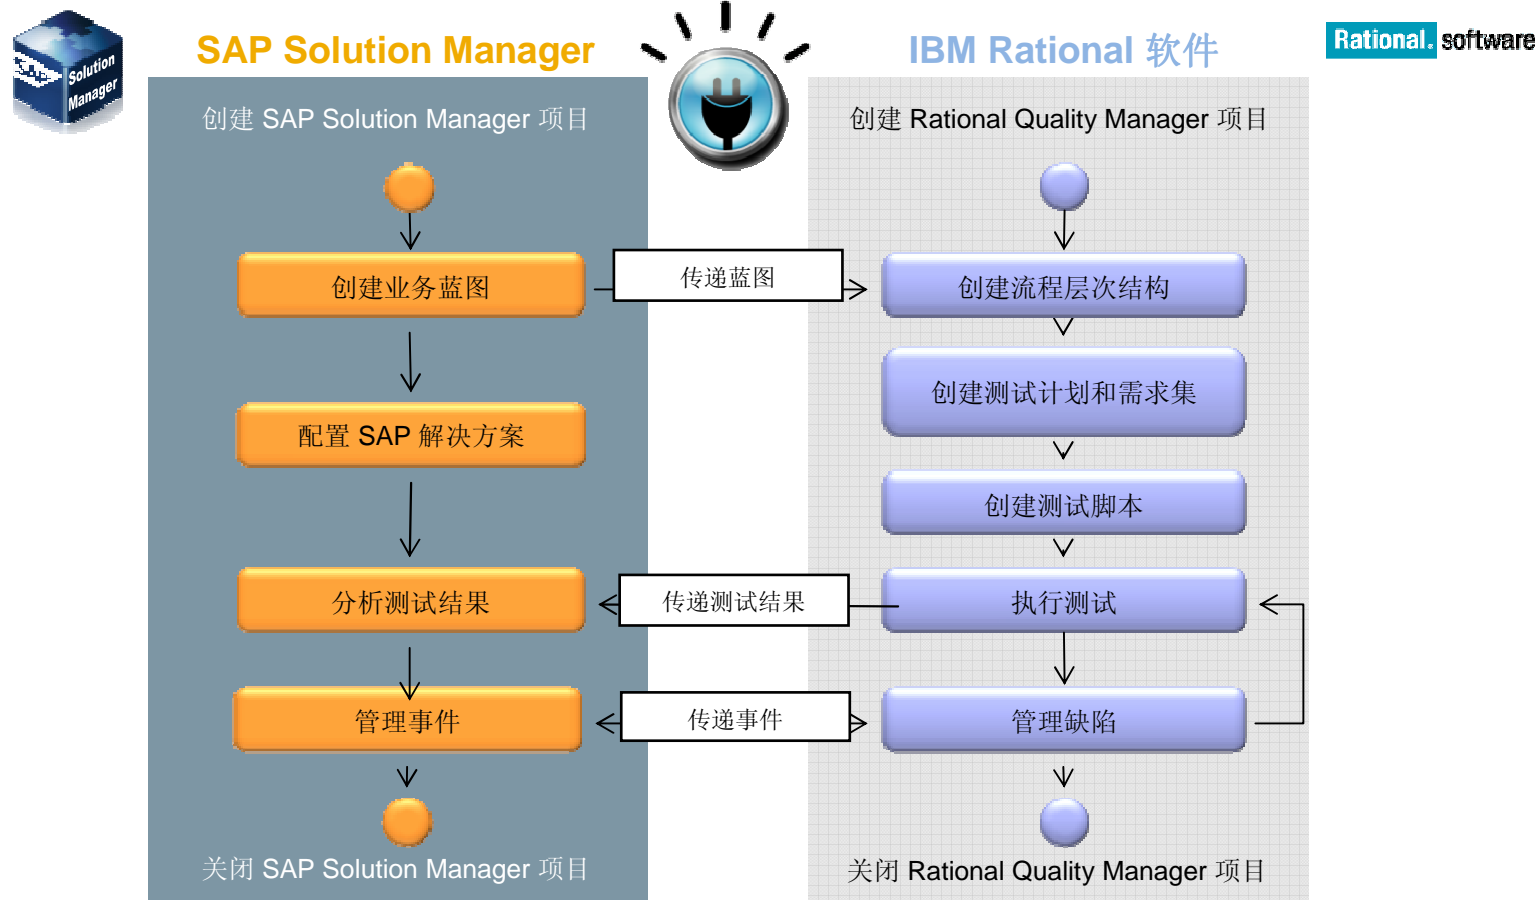 Solution
Manager
SAP Solution Manager
IBM Rational 软件
Rational. software
创建 SAP Solution Manager 项目
创建 Rational Quality Manager 项目
创建业务蓝图
传递蓝图
创建流程层次结构
创建测试计划和需求集
配置 SAP 解决方案
创建测试脚本
分析测试结果
传递测试结果
执行测试
管理事件
传递事件
管理缺陷
关闭 SAP Solution Manager 项目
关闭 Rational Quality Manager 项目